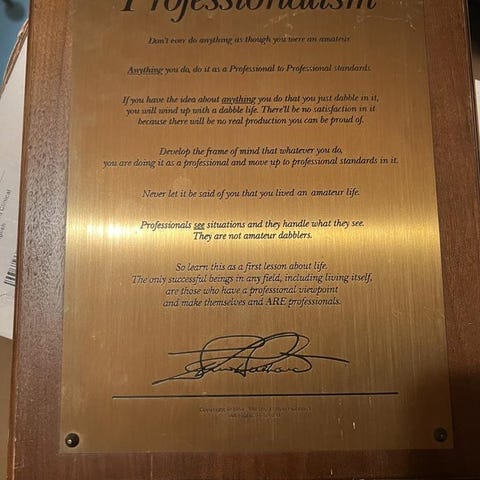 Professionalism
Don't ever do anything as though you were an amateur.
Anything you do, do it as a Professional to Professional standards.
If you have the idea about anything you do that you just dabble in it,
you will wind up with a dabble life. There'll be no satisfaction in it
because there will be no real production you can be proud of.
Develop the frame of mind that whatever you do,
you are doing it as a professional and move up to professional standards in it.
Never let it be said of you that you lived an amateur life.
Professionals see situations and they handle what they see.
They are not amateur dabblers.
So learn this as a first lesson about life.
The only successful beings in any field, including living itself,
are those who have a professional viewpoint
and make themselves and ARE professionals.
Copyright ©
All Rights Reserved